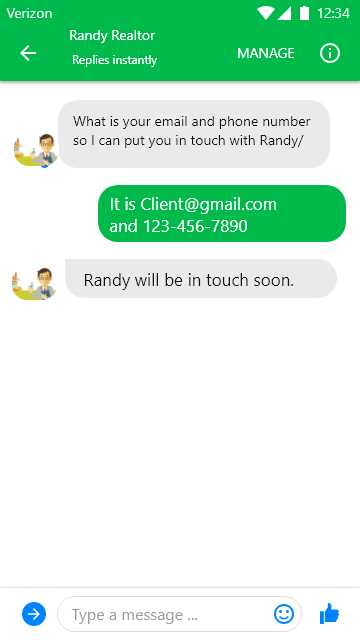 Verizon 12:34
Randy Realtor
Replies instantly
MANAGE
What is your email and phone number
so I can put you in touch with Randy/
It is Client@gmail.com
and 123-456-7890
Randy will be in touch soon.
Type a message ...